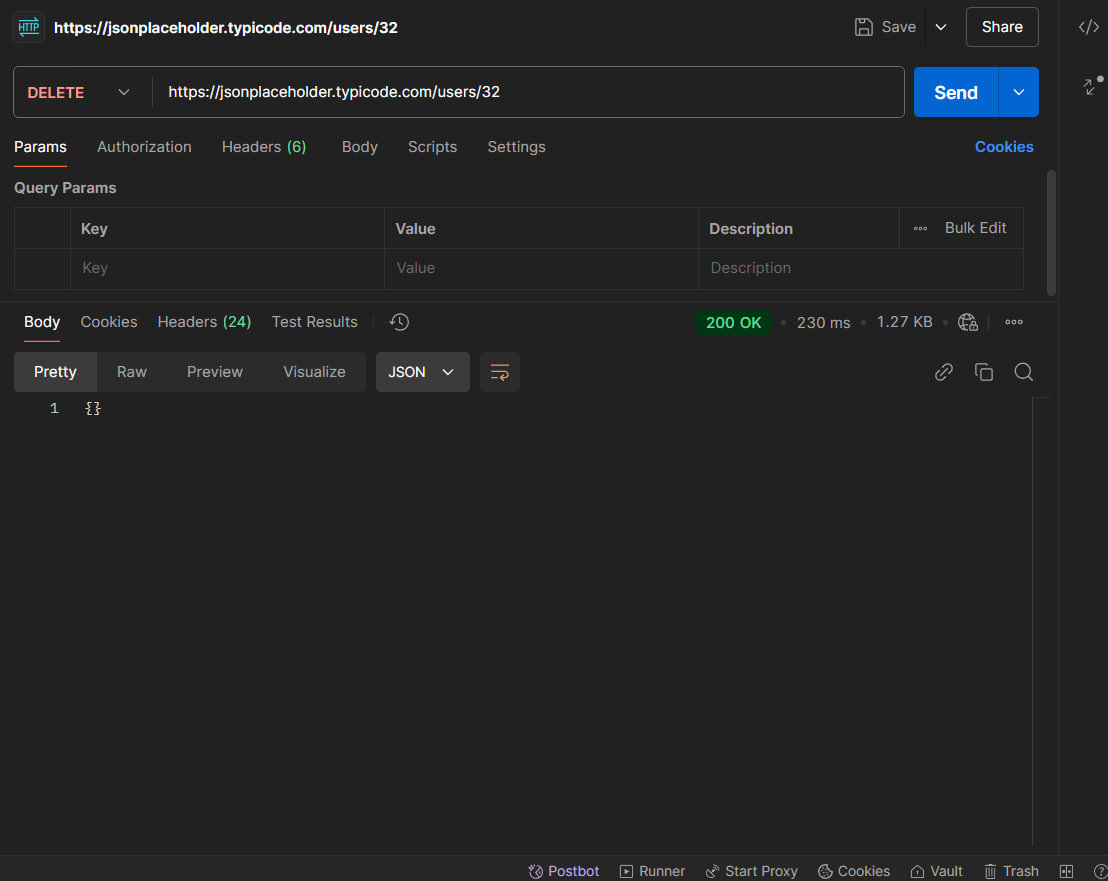 HTTP https://jsonplaceholder.typicode.com/users/32 Save Share
DELETE https://jsonplaceholder.typicode.com/users/32 Send
Params Authorization Headers (6) Body Scripts Settings Cookies
Query Params
Key Value Description Bulk Edit
Key Value Description
Body Cookies Headers (24) Test Results 200 OK 230 ms 1.27 KB
Pretty Raw Preview Visualize JSON
1 {}
Postbot Runner Start Proxy Cookies Vault Trash